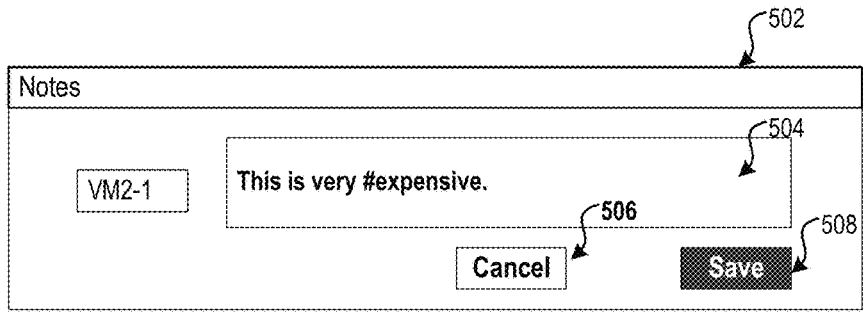 502
Notes
504
VM2-1
This is very #expensive.
506
508
Cancel
Save